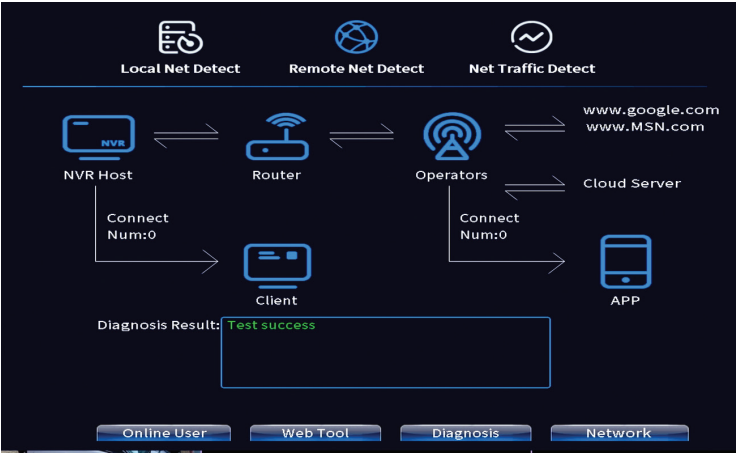 Local Net Detect
Remote Net Detect
Net Traffic Detect
www.google.com
www.MSN.com
NVR
NVR Host
Router
Operators
Cloud Server
Connect
Num:0
Connect
Num:0
Client
APP
Diagnosis Result: Test success
Online User
Web Tool
Diagnosis
Network